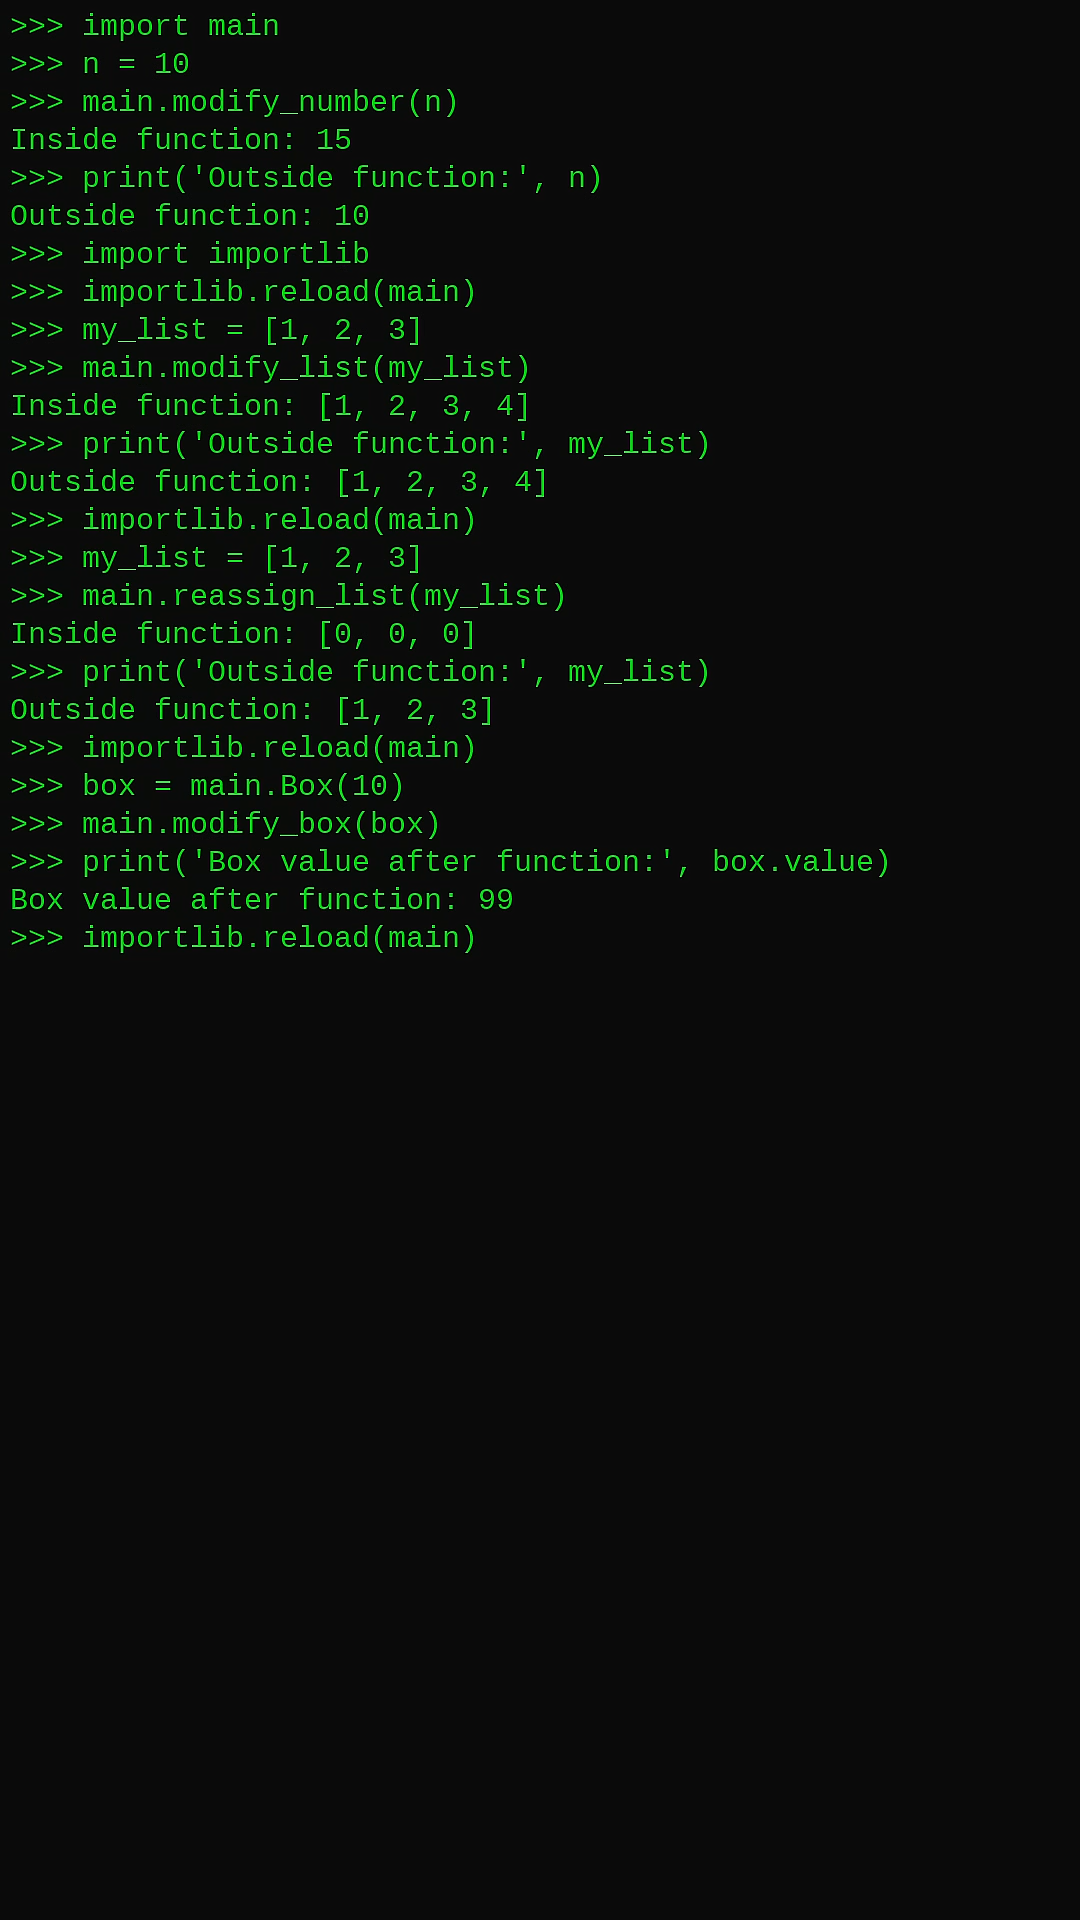 >>> import main
>>> n = 10
>>> main.modify_number(n)
Inside function: 15
>>> print('Outside function:', n)
Outside function: 10
>>> import importlib
>>> importlib.reload(main)
>>> my_list = [1, 2, 3]
>>> main.modify_list(my_list)
Inside function: [1, 2, 3, 4]
>>> print('Outside function:', my_list)
Outside function: [1, 2, 3, 4]
>>> importlib.reload(main)
>>> my_list = [1, 2, 3]
>>> main.reassign_list(my_list)
Inside function: [0, 0, 0]
>>> print('Outside function:', my_list)
Outside function: [1, 2, 3]
>>> importlib.reload(main)
>>> box = main.Box(10)
>>> main.modify_box(box)
>>> print('Box value after function:', box.value)
Box value after function: 99
>>> importlib.reload(main)